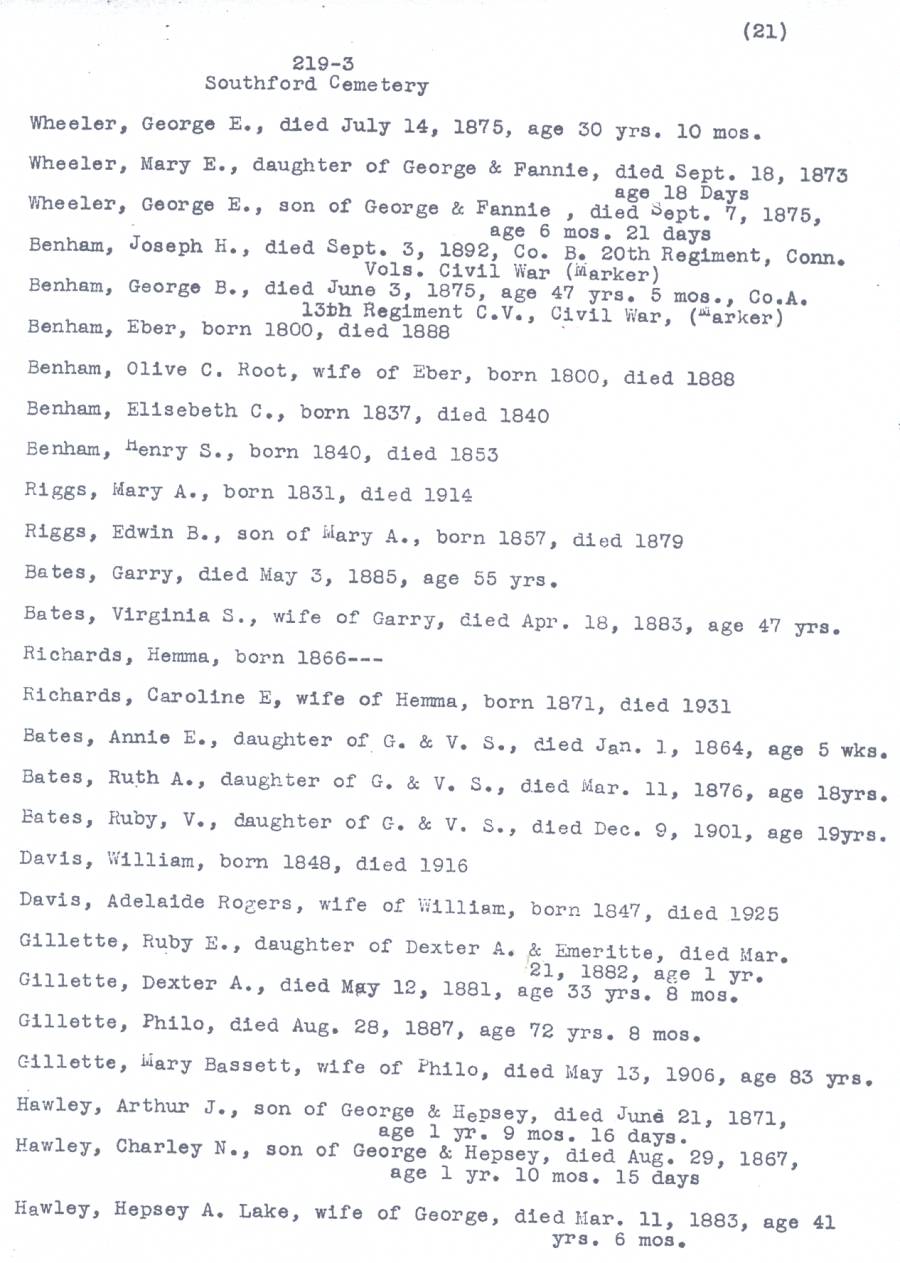 (21)
219-3
Southford Cemetery
Wheeler, George E., died July 14, 1875, age 30 yrs. 10 mos.
Wheeler, Mary E., daughter of George & Fannie, died Sept. 18, 1873
age 18 Days
Wheeler, George E., son of George & Fannie , died Sept. 7, 1875,
age 6 mos. 21 days
Benham, Joseph H., died Sept. 3, 1892, Co. B. 20th Regiment, Conn.
Vols. Civil War (Marker)
Benham, George B., died June 3, 1875, age 47 yrs. 5 mos., Co.A.
13th Regiment C.V., Civil War, (Marker)
Benham, Eber, born 1800, died 1888
Benham, Olive C. Root, wife of Eber, born 1800, died 1888
Benham, Elisebeth C., born 1837, died 1840
Benham, Henry S., born 1840, died 1853
Riggs, Mary A., born 1831, died 1914
Riggs, Edwin B., son of Mary A., born 1857, died 1879
Bates, Garry, died May 3, 1885, age 55 yrs.
Bates, Virginia S., wife of Garry, died Apr. 18, 1883, age 47 yrs.
Richards, Hemma, born 1866---
Richards, Caroline E, wife of Hemma, born 1871, died 1931
Bates, Annie E., daughter of G. & V. S., died Jan. 1, 1864, age 5 wks.
Bates, Ruth A., daughter of G. & V. S., died Mar. 11, 1876, age 18yrs.
Bates, Ruby, V., daughter of G. & V. S., died Dec. 9, 1901, age 19yrs.
Davis, William, born 1848, died 1916
Davis, Adelaide Rogers, wife of William, born 1847, died 1925
Gillette, Ruby E., daughter of Dexter A. & Emeritte, died Mar.
21, 1882, age 1 yr.
Gillette, Dexter A., died May 12, 1881, age 33 yrs. 8 mos.
Gillette, Philo, died Aug. 28, 1887, age 72 yrs. 8 mos.
Gillette, Mary Bassett, wife of Philo, died May 13, 1906, age 83 yrs.
Hawley, Arthur J., son of George & Hepsey, died June 21, 1871,
age 1 yr. 9 mos. 16 days.
Hawley, Charley N., son of George & Hepsey, died Aug. 29, 1867,
age 1 yr. 10 mos. 15 days
Hawley, Hepsey A. Lake, wife of George, died Mar. 11, 1883, age 41
yrs. 6 mos.